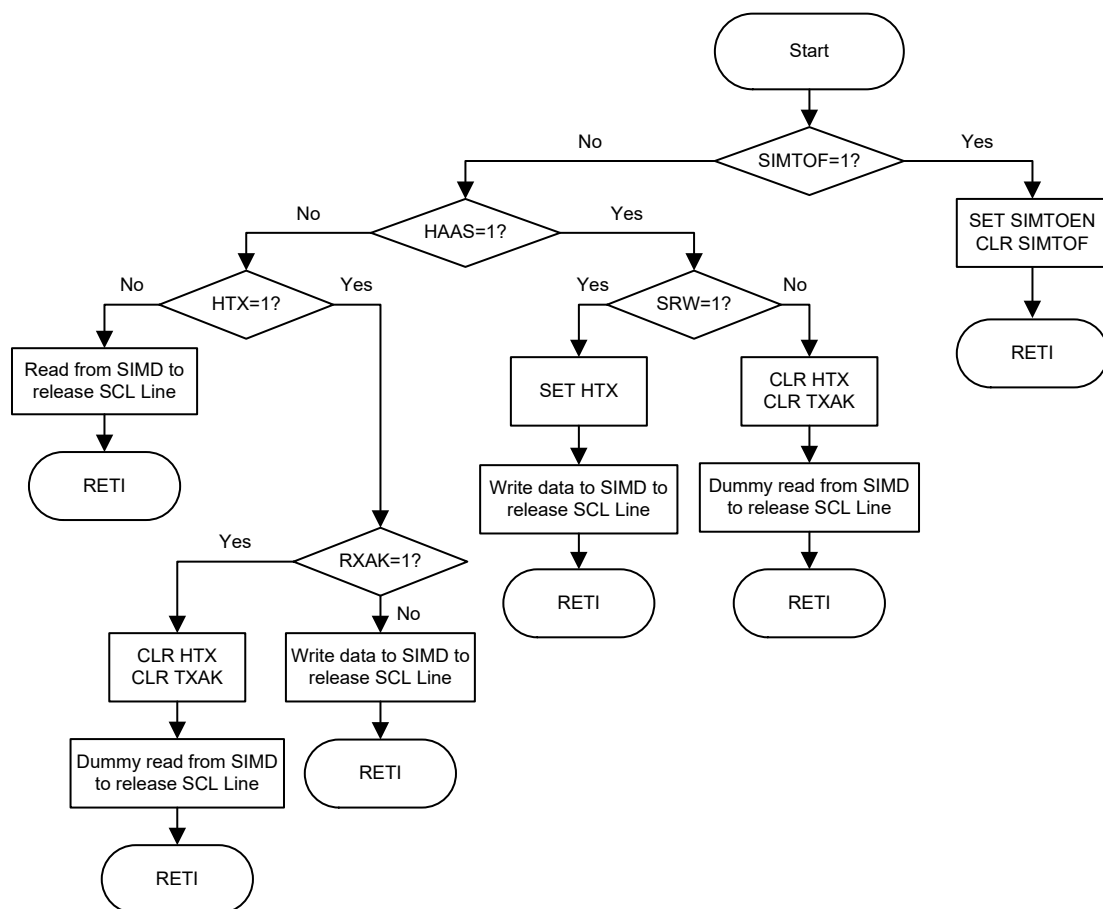 Start
SIMTOF=1?
No
Yes
SET SIMTOEN
CLR SIMTOF
RETI
HAAS=1?
No
Yes
HTX=1?
No
Yes
Read from SIMD to
release SCL Line
RETI
SRW=1?
Yes
No
SET HTX
Write data to SIMD to
release SCL Line
RETI
CLR HTX
CLR TXAK
Dummy read from SIMD
to release SCL Line
RETI
RXAK=1?
Yes
No
CLR HTX
CLR TXAK
Dummy read from SIMD
to release SCL Line
RETI
Write data to SIMD to
release SCL Line
RETI